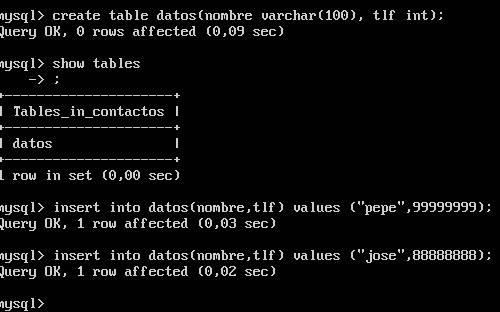 mysql> create table datos(nombre varchar(100), tlf int);
Query OK, 0 rows affected (0,09 sec)
mysql> show tables
    -> ;
+---------------------+
| Tables_in_contactos |
+---------------------+
| datos               |
+---------------------+
1 row in set (0,00 sec)
mysql> insert into datos(nombre,tlf) values ("pepe",99999999);
Query OK, 1 row affected (0,03 sec)
mysql> insert into datos(nombre,tlf) values ("jose",88888888);
Query OK, 1 row affected (0,02 sec)
mysql>